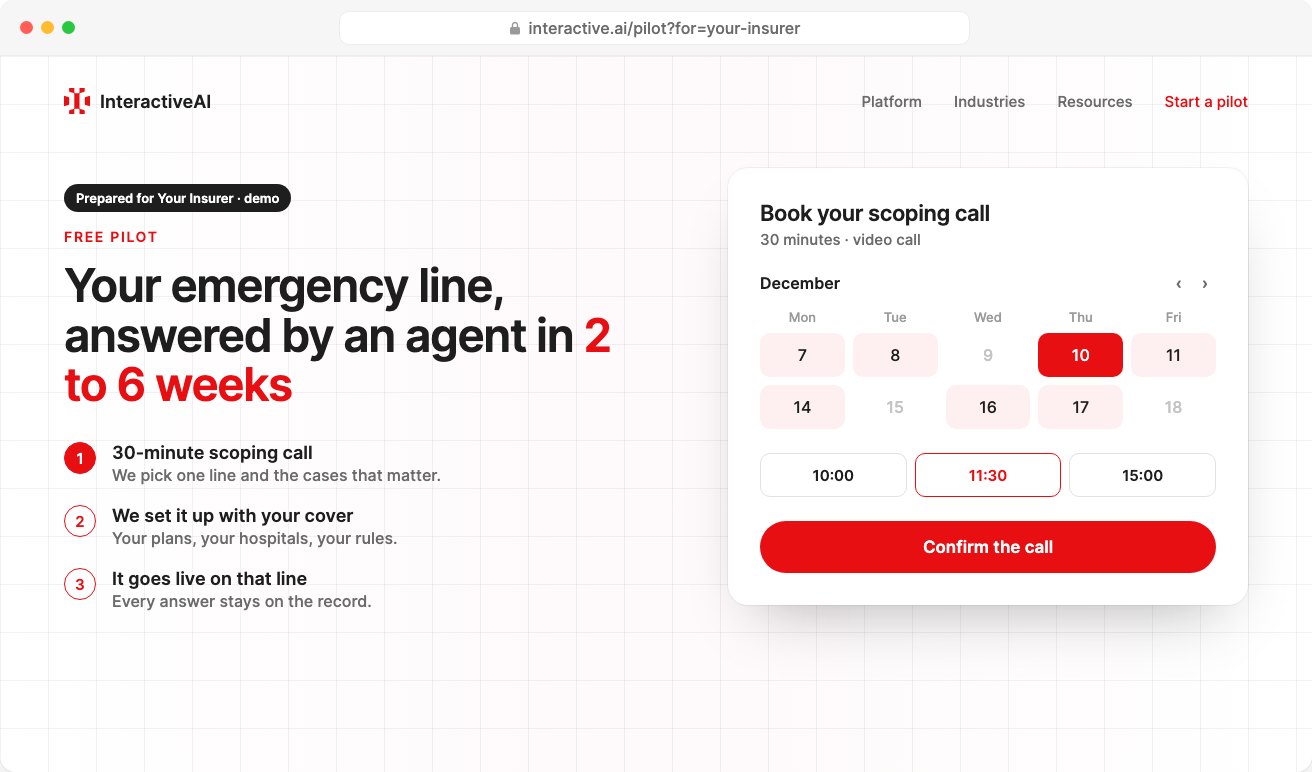 interactive.ai/pilot?for=your-insurer
InteractiveAI
Platform
Industries
Resources
Start a pilot
Prepared for Your Insurer · demo
FREE PILOT
Your emergency line,
answered by an agent in 2
to 6 weeks
1
30-minute scoping call
We pick one line and the cases that matter.
2
We set it up with your cover
Your plans, your hospitals, your rules.
3
It goes live on that line
Every answer stays on the record.
Book your scoping call
30 minutes · video call
December
‹ ›
Mon Tue Wed Thu Fri
7 8 9 10 11
14 15 16 17 18
10:00 11:30 15:00
Confirm the call